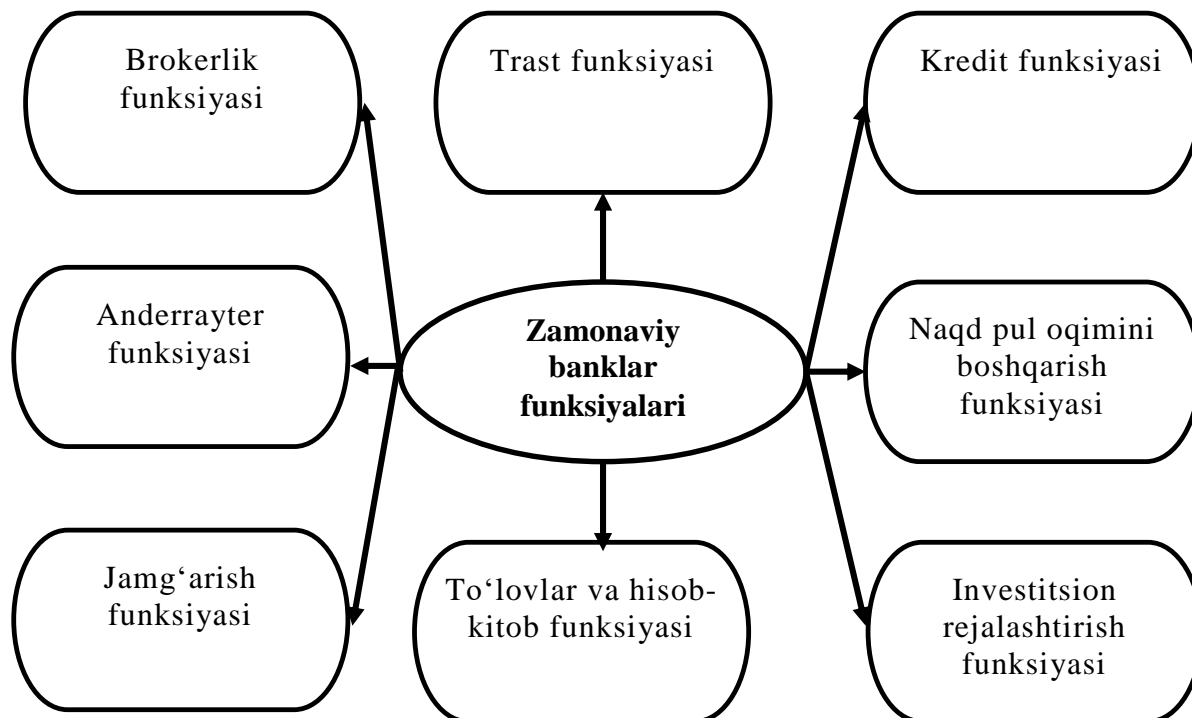 Brokerlik
funksiyasi
Trast funksiyasi
Kredit funksiyasi
Anderrayter
funksiyasi
Zamonaviy
banklar
funksiyalari
Naqd pul oqimini
boshqarish
funksiyasi
Jamg‘arish
funksiyasi
To‘lovlar va hisob-
kitob funksiyasi
Investitsion
rejalashtirish
funksiyasi